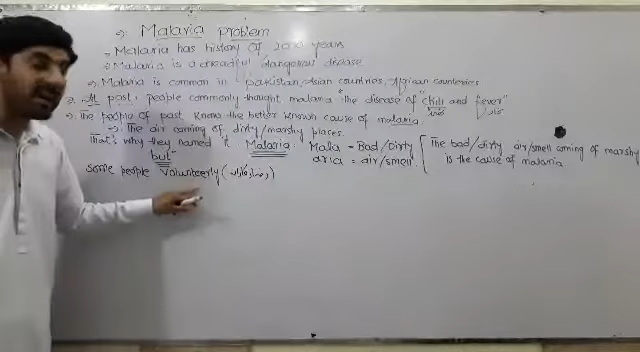 → Malaria problem
→ Malaria has history of 2000 years
→ Malaria is a dreadful dangerous disease
→ Malaria is common in Pakistan, Asian countries, African countries
→ At past, people commonly thought malaria "the disease of chill and fever"
→ The people of past know the better known cause of malaria
→ The air coming of dirty/marshy places.
That's why they named it Malaria. Mala = Bad/Dirty
aria = air/smell.
The bad/dirty air/smell coming of marshy
is the cause of malaria
but
Some people Volunteerly (رضاکارانہ)